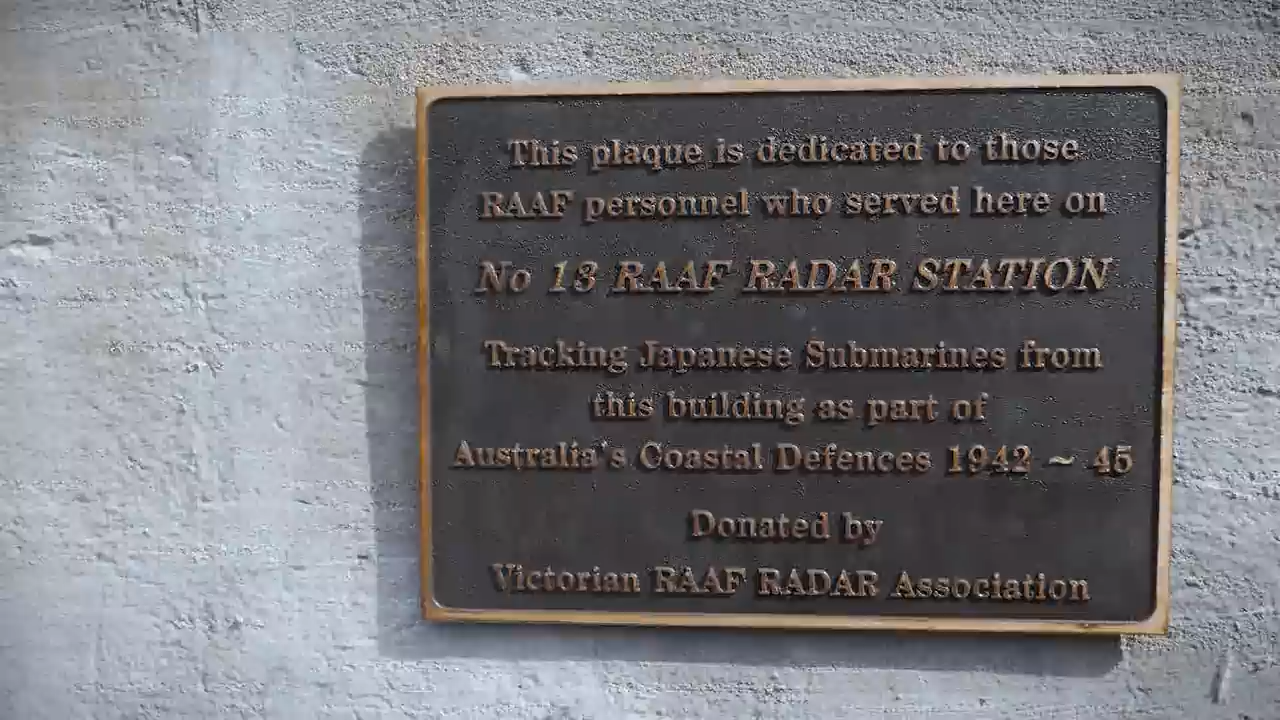 This plaque is dedicated to those
RAAF personnel who served here on
No 13 RAAF RADAR STATION
Tracking Japanese Submarines from
this building as part of
Australia's Coastal Defences 1942 ~ 45
Donated by
Victorian RAAF RADAR Association